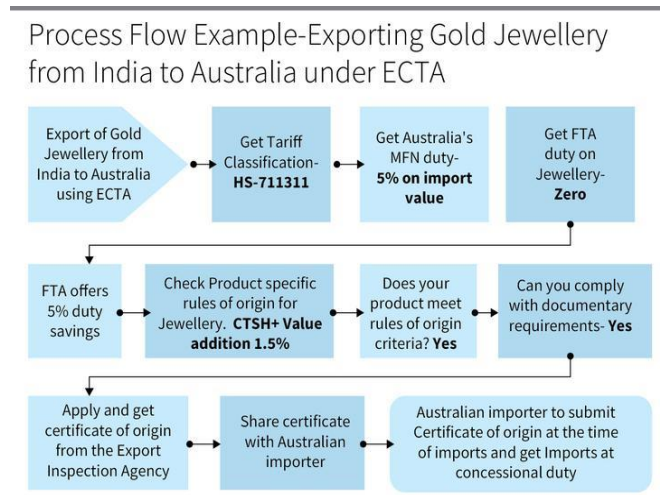 Process Flow Example-Exporting Gold Jewellery
from India to Australia under ECTA
Export of Gold
Jewellery from
India to Australia
using ECTA
Get Tariff
Classification-
HS-711311
Get Australia's
MFN duty-
5% on import
value
Get FTA
duty on
Jewellery-
Zero
FTA offers
5% duty
savings
Check Product specific
rules of origin for
Jewellery. CTSH+ Value
addition 1.5%
Does your
product meet
rules of origin
criteria? Yes
Can you comply
with documentary
requirements- Yes
Apply and get
certificate of origin
from the Export
Inspection Agency
Share certificate
with Australian
importer
Australian importer to submit
Certificate of origin at the time
of imports and get Imports at
concessional duty